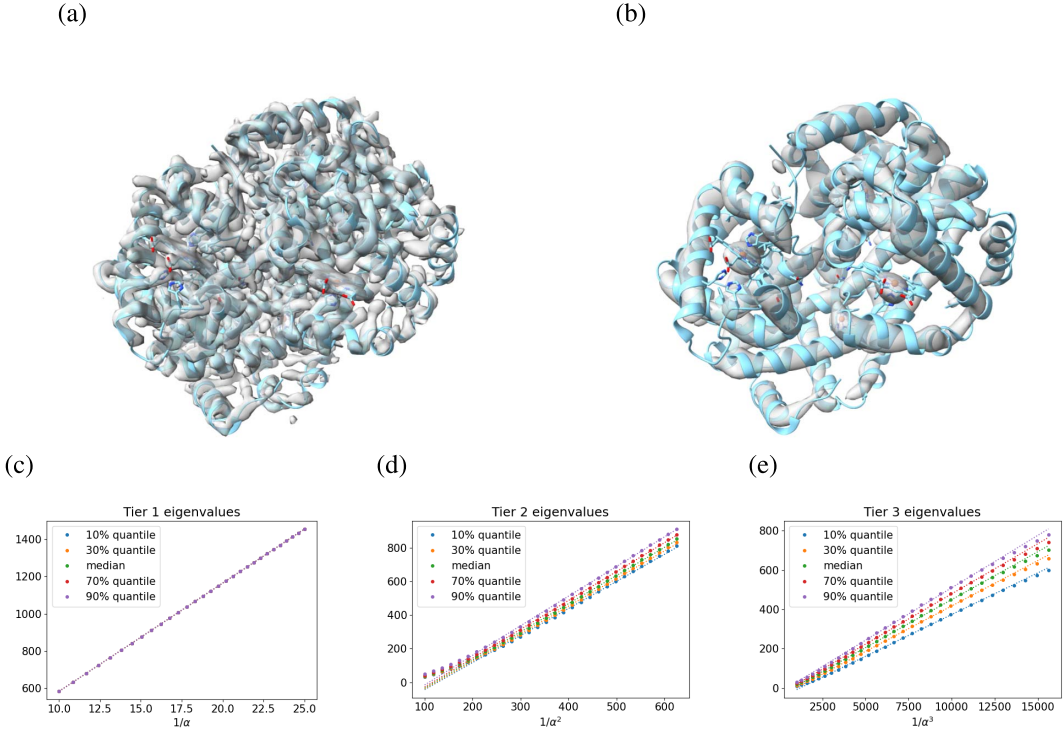 (a)
(b)
(c)
(d)
(e)
Tier 1 eigenvalues
10% quantile
30% quantile
median
70% quantile
90% quantile
1400
1200
1000
800
600
10.0 12.5 15.0 17.5 20.0 22.5 25.0
1/α
Tier 2 eigenvalues
10% quantile
30% quantile
median
70% quantile
90% quantile
800
600
400
200
0
100 200 300 400 500 600
1/α²
Tier 3 eigenvalues
10% quantile
30% quantile
median
70% quantile
90% quantile
800
600
400
200
0
2500 5000 7500 10000 12500 15000
1/α³